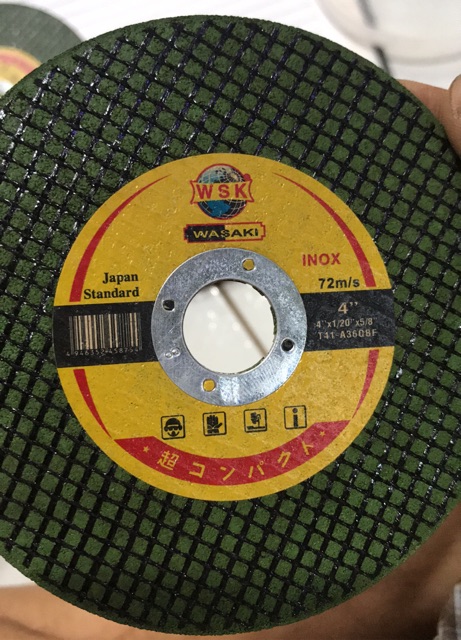 WSK
WASAKI
INOX
Japan
Standard
72m/s
4"
4"x1/20"x5/8"
T41-A36OBF
超コンパクト